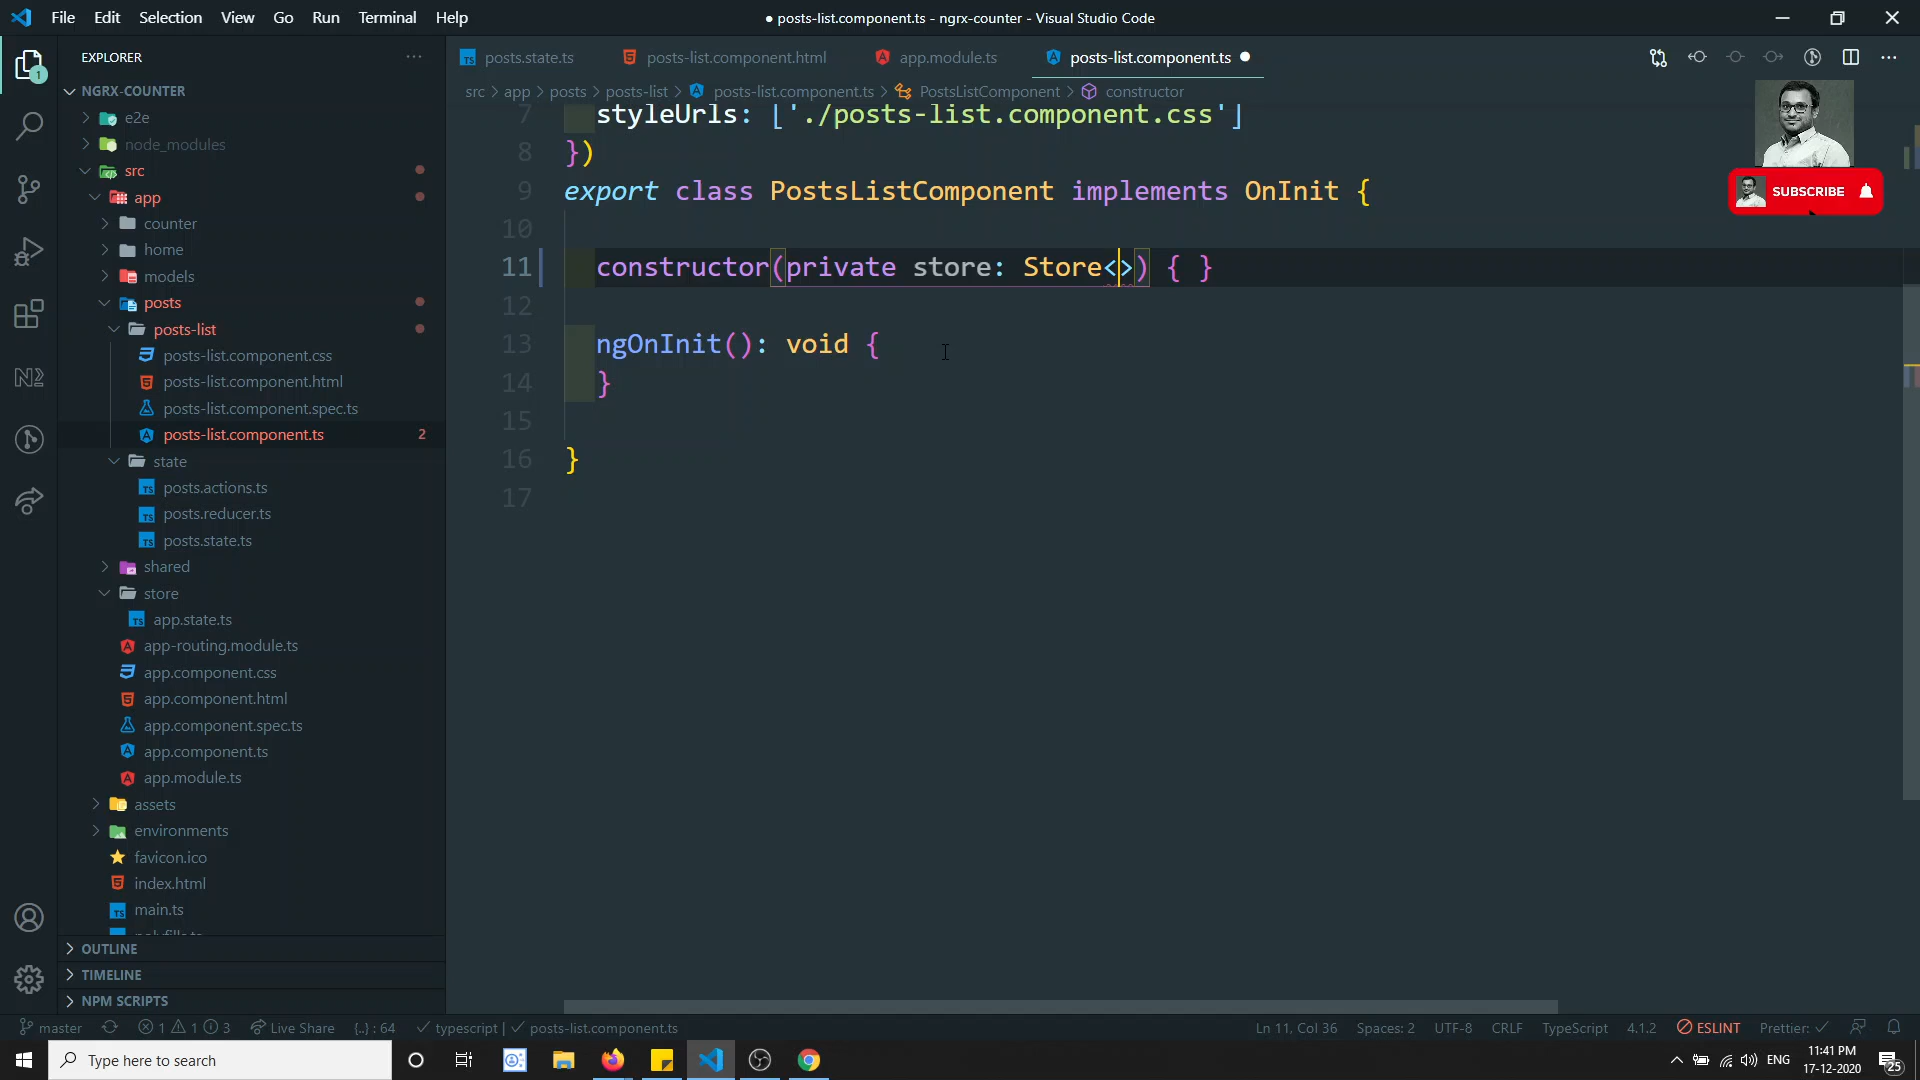 File Edit Selection View Go Run Terminal Help
● posts-list.component.ts - ngrx-counter - Visual Studio Code
EXPLORER
posts.state.ts
posts-list.component.html
app.module.ts
posts-list.component.ts
src > app > posts > posts-list > posts-list.component.ts > PostsListComponent > constructor
1
NGRX-COUNTER
e2e
node_modules
src
app
counter
home
models
posts
posts-list
posts-list.component.css
posts-list.component.html
posts-list.component.spec.ts
posts-list.component.ts 2
state
posts.actions.ts
posts.reducer.ts
posts.state.ts
shared
store
app.state.ts
app-routing.module.ts
app.component.css
app.component.html
app.component.spec.ts
app.component.ts
app.module.ts
assets
environments
favicon.ico
index.html
main.ts
OUTLINE
TIMELINE
NPM SCRIPTS
7 styleUrls: ['./posts-list.component.css']
8 })
9 export class PostsListComponent implements OnInit {
10
11 constructor(private store: Store<>) { }
12
13 ngOnInit(): void {
14 }
15
16 }
17
SUBSCRIBE
master 1 1 3 Live Share {..} : 64 typescript | posts-list.component.ts
Ln 11, Col 36 Spaces: 2 UTF-8 CRLF TypeScript 4.1.2 ESLINT Prettier:
Type here to search
ENG
11:41 PM
17-12-2020
25